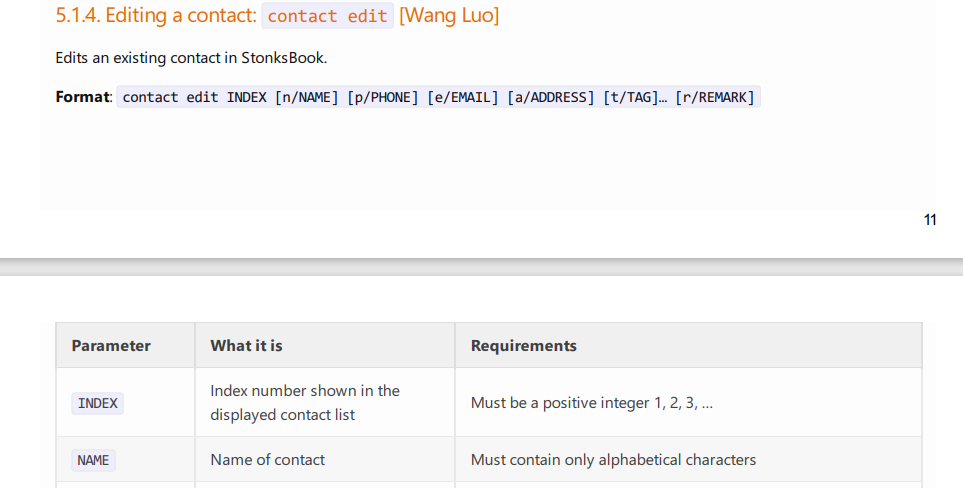 5.1.4. Editing a contact: contact edit [Wang Luo]
Edits an existing contact in StonksBook.
Format: contact edit INDEX [n/NAME] [p/PHONE] [e/EMAIL] [a/ADDRESS] [t/TAG]… [r/REMARK]
11
Parameter What it is Requirements
INDEX Index number shown in the displayed contact list Must be a positive integer 1, 2, 3, …
NAME Name of contact Must contain only alphabetical characters